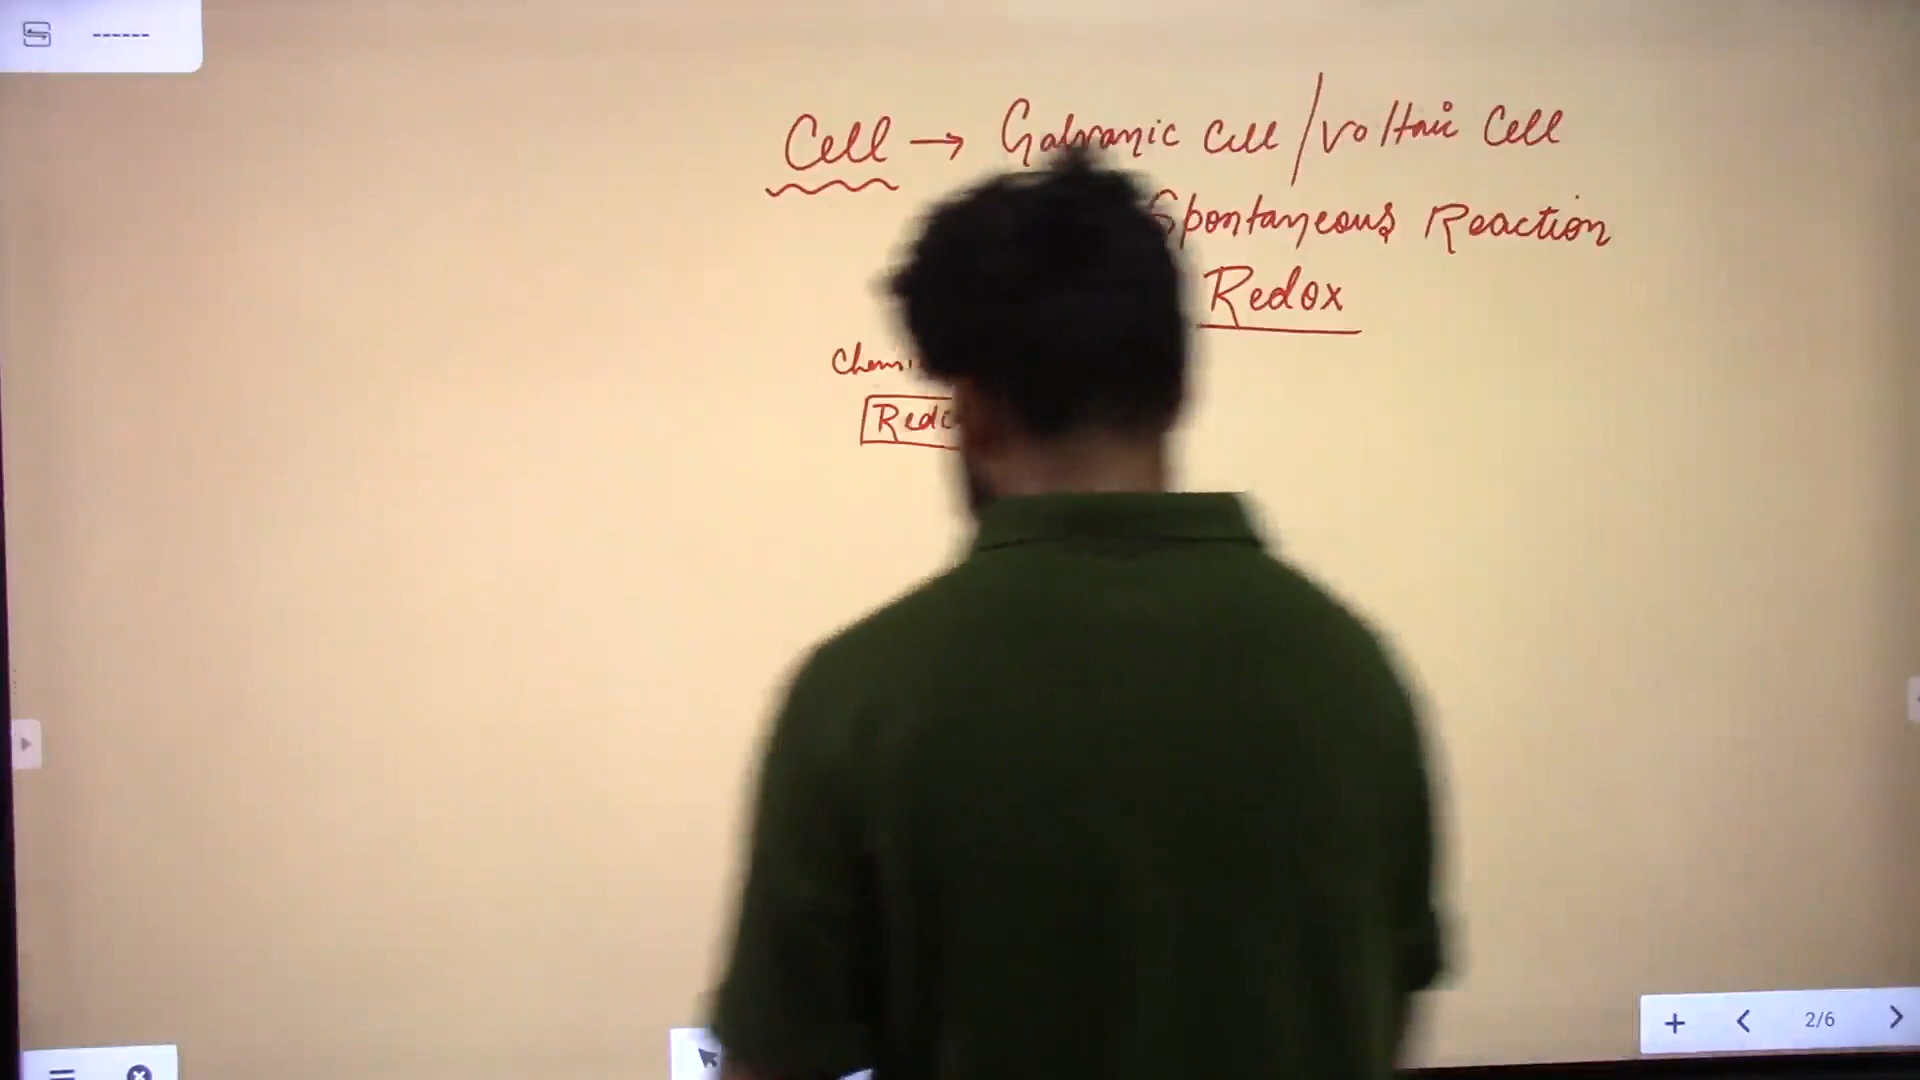 Cell → Galvanic Cell / Voltaic Cell
Spontaneous Reaction
Redox
2/6